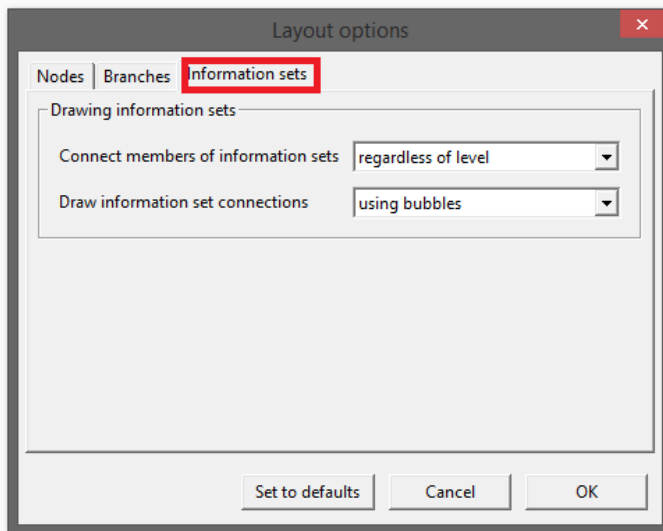 Layout options
Nodes Branches Information sets
Drawing information sets
Connect members of information sets regardless of level
Draw information set connections using bubbles
Set to defaults Cancel OK